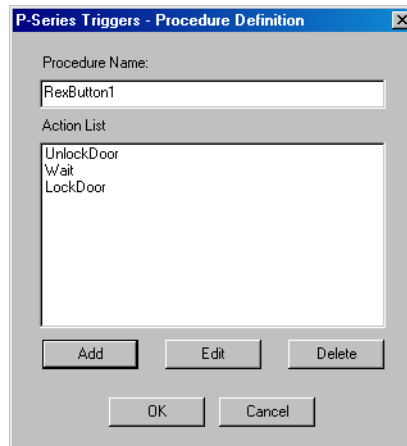 P-Series Triggers - Procedure Definition
Procedure Name:
RexButton1
Action List
UnlockDoor
Wait
LockDoor
Add Edit Delete
OK Cancel